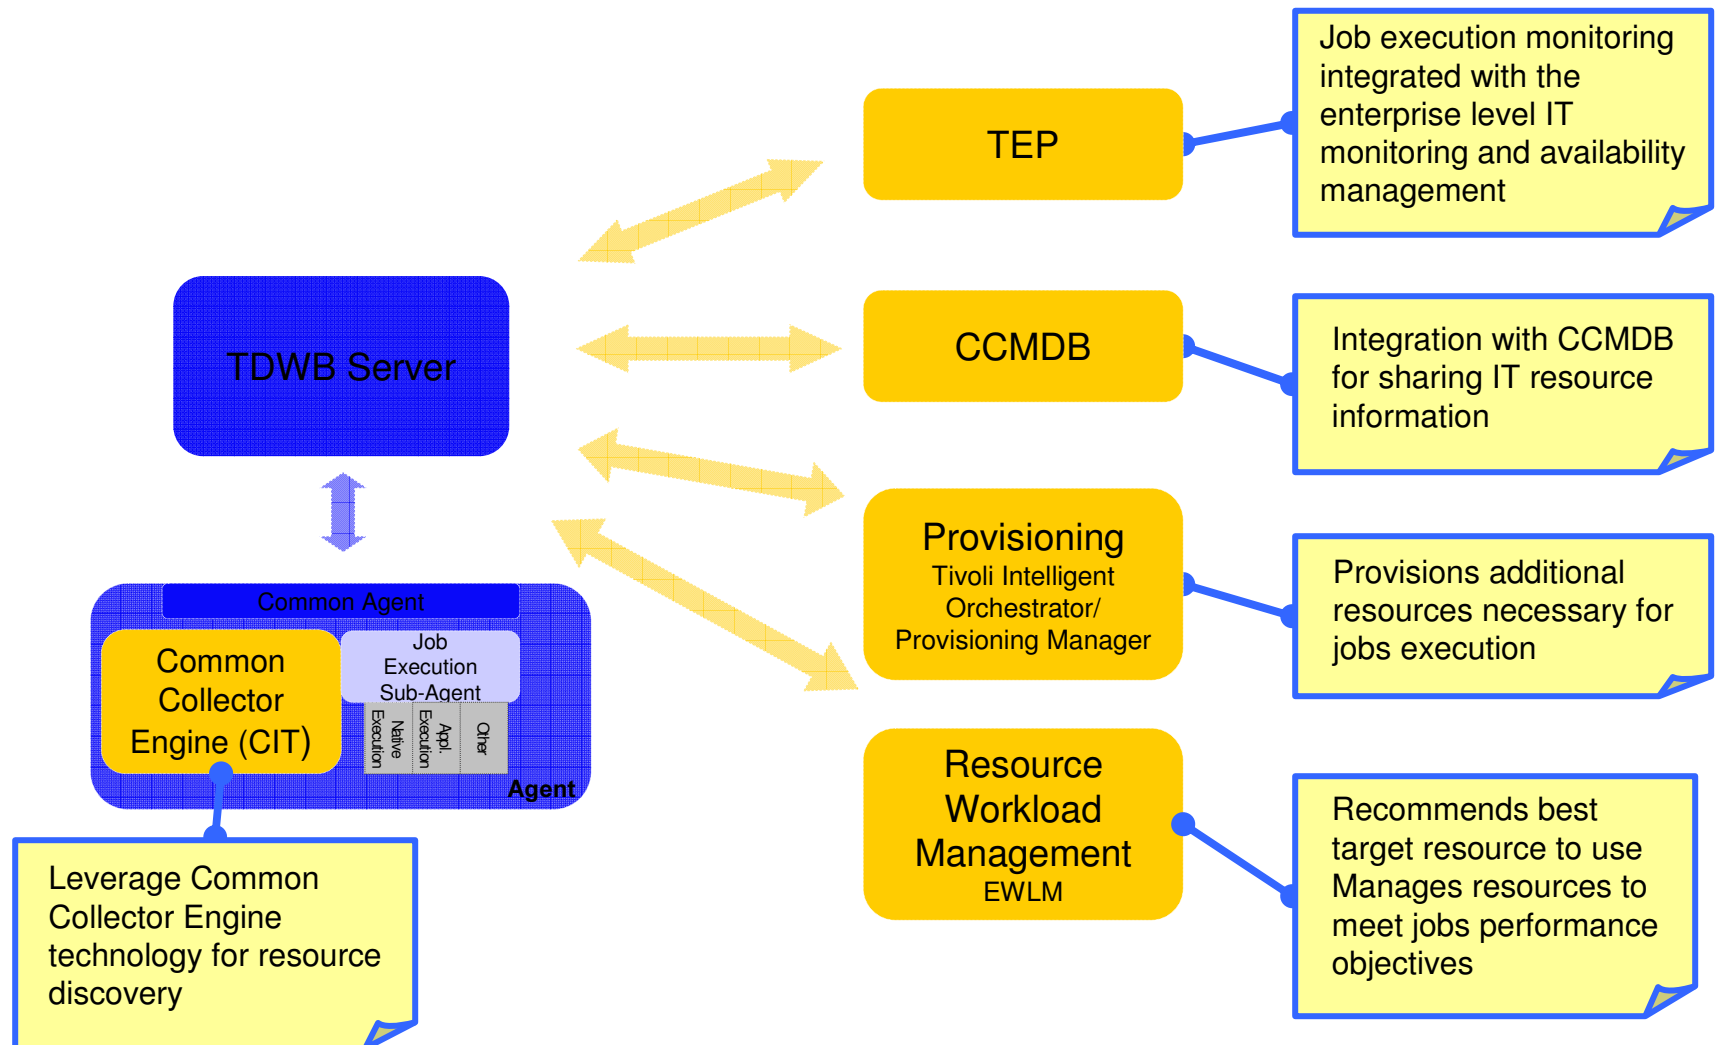 Job execution monitoring
integrated with the
enterprise level IT
monitoring and availability
management
TEP
CCMDB
Integration with CCMDB
for sharing IT resource
information
TDWB Server
Provisioning
Tivoli Intelligent
Orchestrator/
Provisioning Manager
Provisions additional
resources necessary for
jobs execution
Common Agent
Common
Collector
Engine (CIT)
Job
Execution
Sub-Agent
Native
Execution
Appl.
Execution
Other
Agent
Resource
Workload
Management
EWLM
Recommends best
target resource to use
Manages resources to
meet jobs performance
objectives
Leverage Common
Collector Engine
technology for resource
discovery